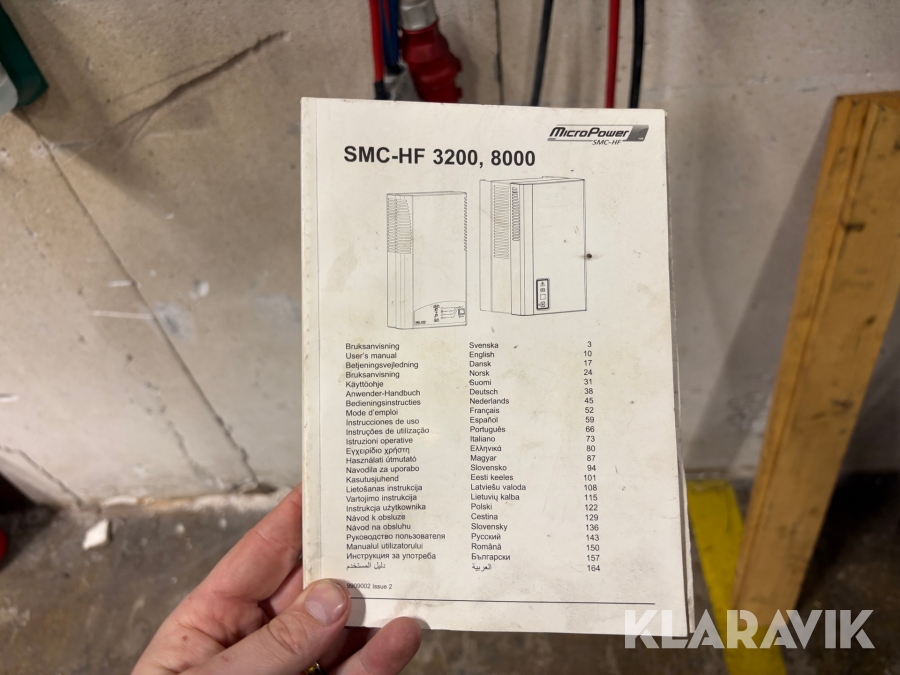 MicroPower
SMC-HF
SMC-HF 3200, 8000
Bruksanvisning Svenska 3
User's manual English 10
Betjeningsvejledning Dansk 17
Bruksanvisning Norsk 24
Käyttöohje Suomi 31
Anwender-Handbuch Deutsch 38
Bedieningsinstructies Nederlands 45
Mode d'emploi Français 52
Instrucciones de uso Español 59
Instruções de utilização Português 66
Istruzioni operative Italiano 73
Εγχειρίδιο χρήστη Ελληνικά 80
Használati útmutató Magyar 87
Navodila za uporabo Slovensko 94
Kasutusjuhend Eesti keeles 101
Lietošanas instrukcija Latviešu valoda 108
Vartojimo instrukcija Lietuvių kalba 115
Instrukcja użytkownika Polski 122
Návod k obsluze Cestina 129
Návod na obsluhu Slovensky 136
Руководство пользователя Русский 143
Manualul utilizatorului Română 150
Инструкция за употреба Български 157
دليل المستخدم العربية 164
9909002 Issue 2
KLARAVIK